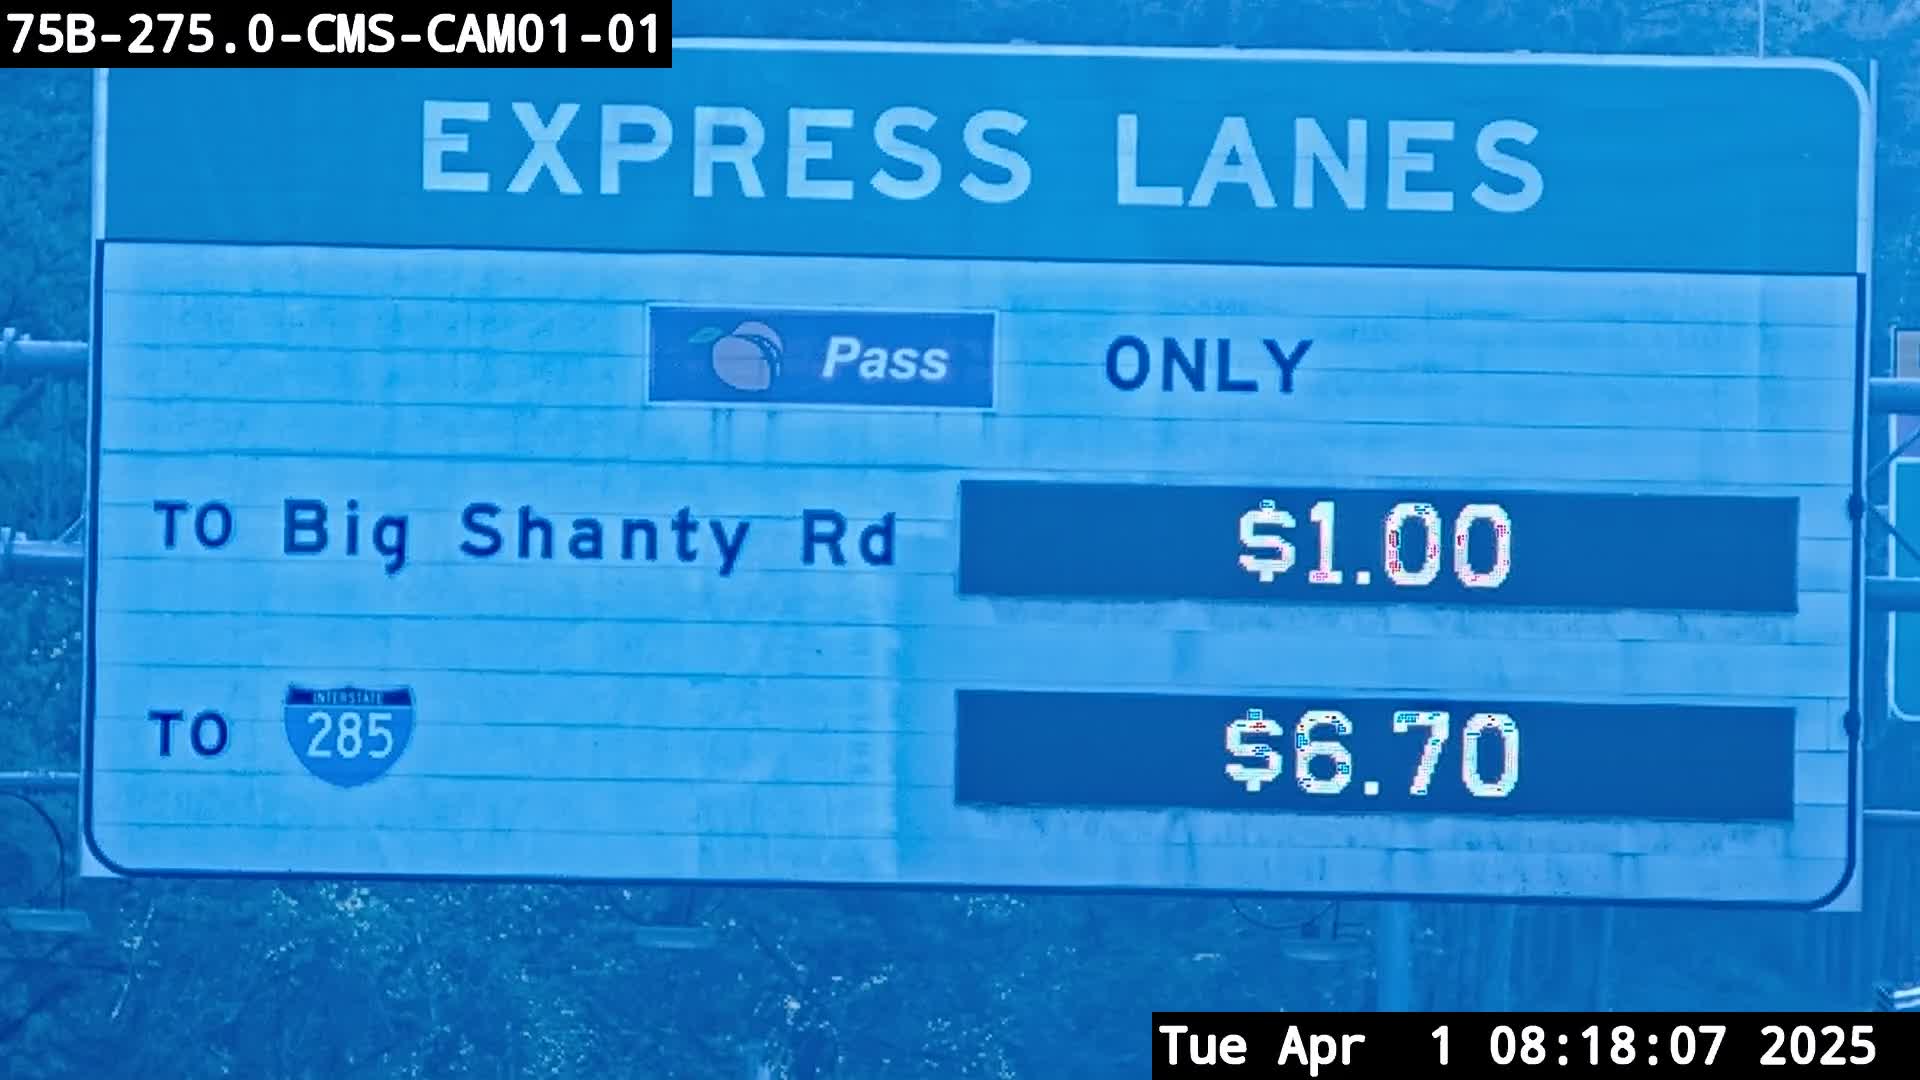 75B-275.0-CMS-CAM01-01
EXPRESS LANES
Pass ONLY
TO Big Shanty Rd $1.00
INTERSTATE
TO 285 $6.70
Tue Apr 1 08:18:07 2025